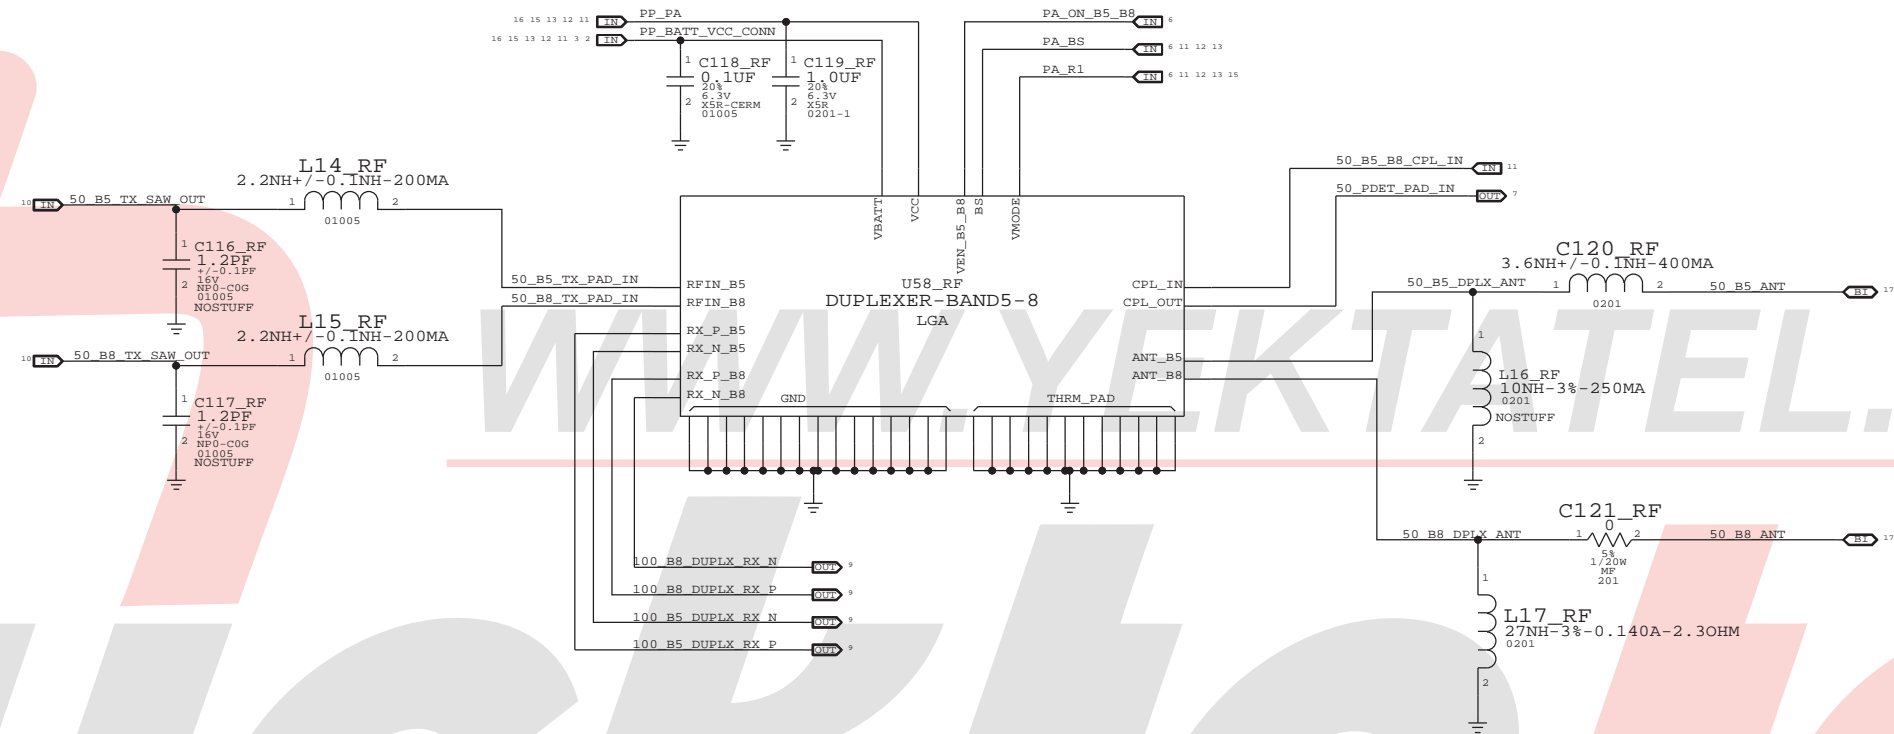 16 15 13 12 11 IN PP_PA
16 15 13 12 11 3 2 IN PP_BATT_VCC_CONN
PA_ON_B5_B8 IN 6
PA_BS IN 6 11 12 13
PA_R1 IN 6 11 12 13 15
1 C118_RF
0.1UF
20%
6.3V
2 X5R-CERM
01005
1 C119_RF
1.0UF
20%
6.3V
2 X5R
0201-1
L14_RF
2.2NH+/-0.1NH-200MA
10 IN 50_B5_TX_SAW_OUT 1 2
01005
1 C116_RF
1.2PF
+/-0.1PF
16V
2 NP0-C0G
01005
NOSTUFF
L15_RF
2.2NH+/-0.1NH-200MA
10 IN 50_B8_TX_SAW_OUT 1 2
01005
1 C117_RF
1.2PF
+/-0.1PF
16V
2 NP0-C0G
01005
NOSTUFF
50_B5_TX_PAD_IN
50_B8_TX_PAD_IN
VBATT
VCC
VEN_B5_B8
BS
VMODE
RFIN_B5
RFIN_B8
RX_P_B5
RX_N_B5
RX_P_B8
RX_N_B8
U58_RF
DUPLEXER-BAND5-8
LGA
CPL_IN
CPL_OUT
ANT_B5
ANT_B8
GND
THRM_PAD
50_B5_B8_CPL_IN IN 11
50_PDET_PAD_IN OUT 7
C120_RF
3.6NH+/-0.1NH-400MA
50_B5_DPLX_ANT 1 2 50_B5_ANT BI 17
0201
1
L16_RF
10NH-3%-250MA
0201
NOSTUFF
2
C121_RF
0
50_B8_DPLX_ANT 1 2 50_B8_ANT BI 17
5%
1/20W
MF
201
1
L17_RF
27NH-3%-0.140A-2.3OHM
0201
2
100_B8_DUPLX_RX_N OUT 9
100_B8_DUPLX_RX_P OUT 9
100_B5_DUPLX_RX_N OUT 9
100_B5_DUPLX_RX_P OUT 9
WWW.YEKTATEL.